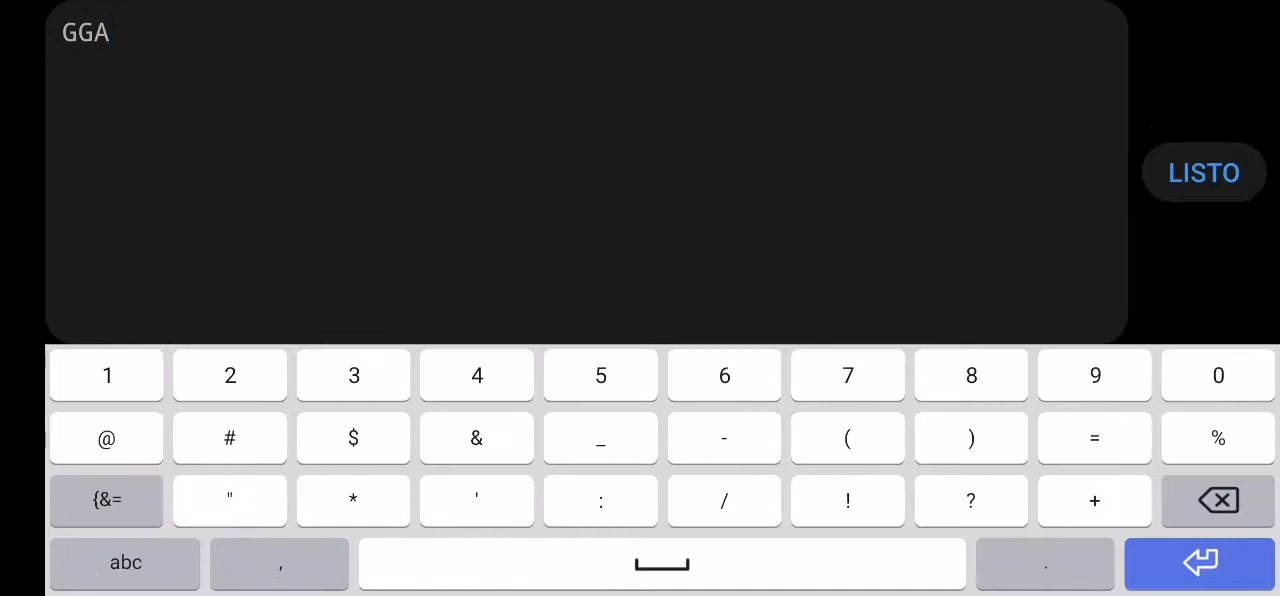 GGA
LISTO
1 2 3 4 5 6 7 8 9 0
@ # $ & _ - ( ) = %
{&= " * ' : / ! ? +
abc , .